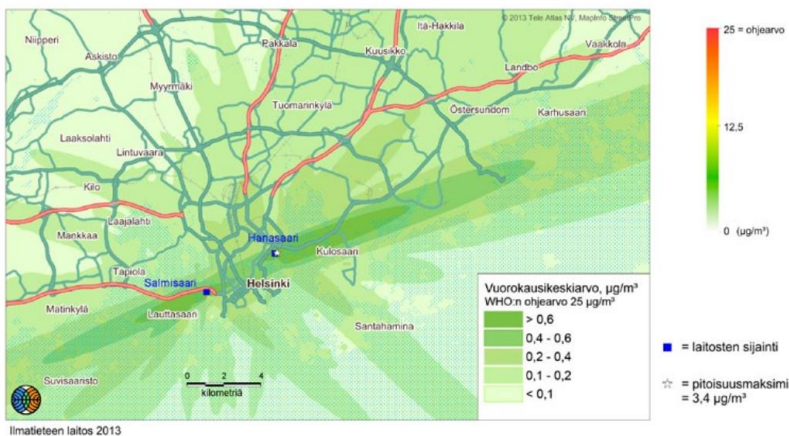 © 2013 Tele Atlas NV, MapInfo StreetPro
Niipperi
Askisto
Pakkala
Itä-Hakkila
Kuusikko
Vaakkola
Landbo
Myyrmäki
Tuomarinkylä
Östersundom
Karhusaari
Laaksolahti
Lintuvaara
Kilo
Laajalahti
Mankkaa
Hanasaari
Kulosaari
Tapiola
Salmisaari
Helsinki
Matinkylä
Lauttasaari
Santahamina
Suvisaaristo
0 2 4
kilometriä
Vuorokausikeskiarvo, µg/m³
WHO:n ohjearvo 25 µg/m³
> 0,6
0,4 - 0,6
0,2 - 0,4
0,1 - 0,2
< 0,1
25 = ohjearvo
12,5
0 (µg/m³)
= laitosten sijainti
= pitoisuusmaksimi
= 3,4 µg/m³
Ilmatieteen laitos 2013